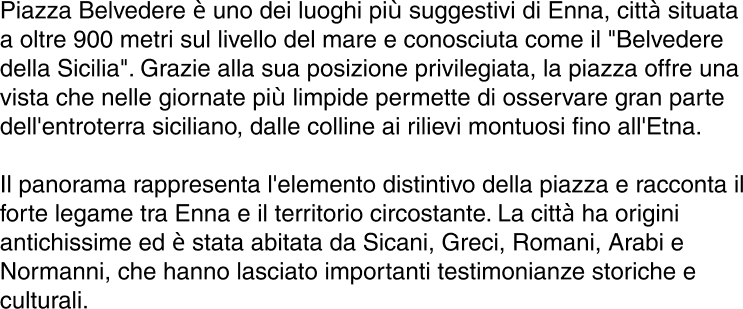 Piazza Belvedere è uno dei luoghi più suggestivi di Enna, città situata
a oltre 900 metri sul livello del mare e conosciuta come il "Belvedere
della Sicilia". Grazie alla sua posizione privilegiata, la piazza offre una
vista che nelle giornate più limpide permette di osservare gran parte
dell'entroterra siciliano, dalle colline ai rilievi montuosi fino all'Etna.

Il panorama rappresenta l'elemento distintivo della piazza e racconta il
forte legame tra Enna e il territorio circostante. La città ha origini
antichissime ed è stata abitata da Sicani, Greci, Romani, Arabi e
Normanni, che hanno lasciato importanti testimonianze storiche e
culturali.